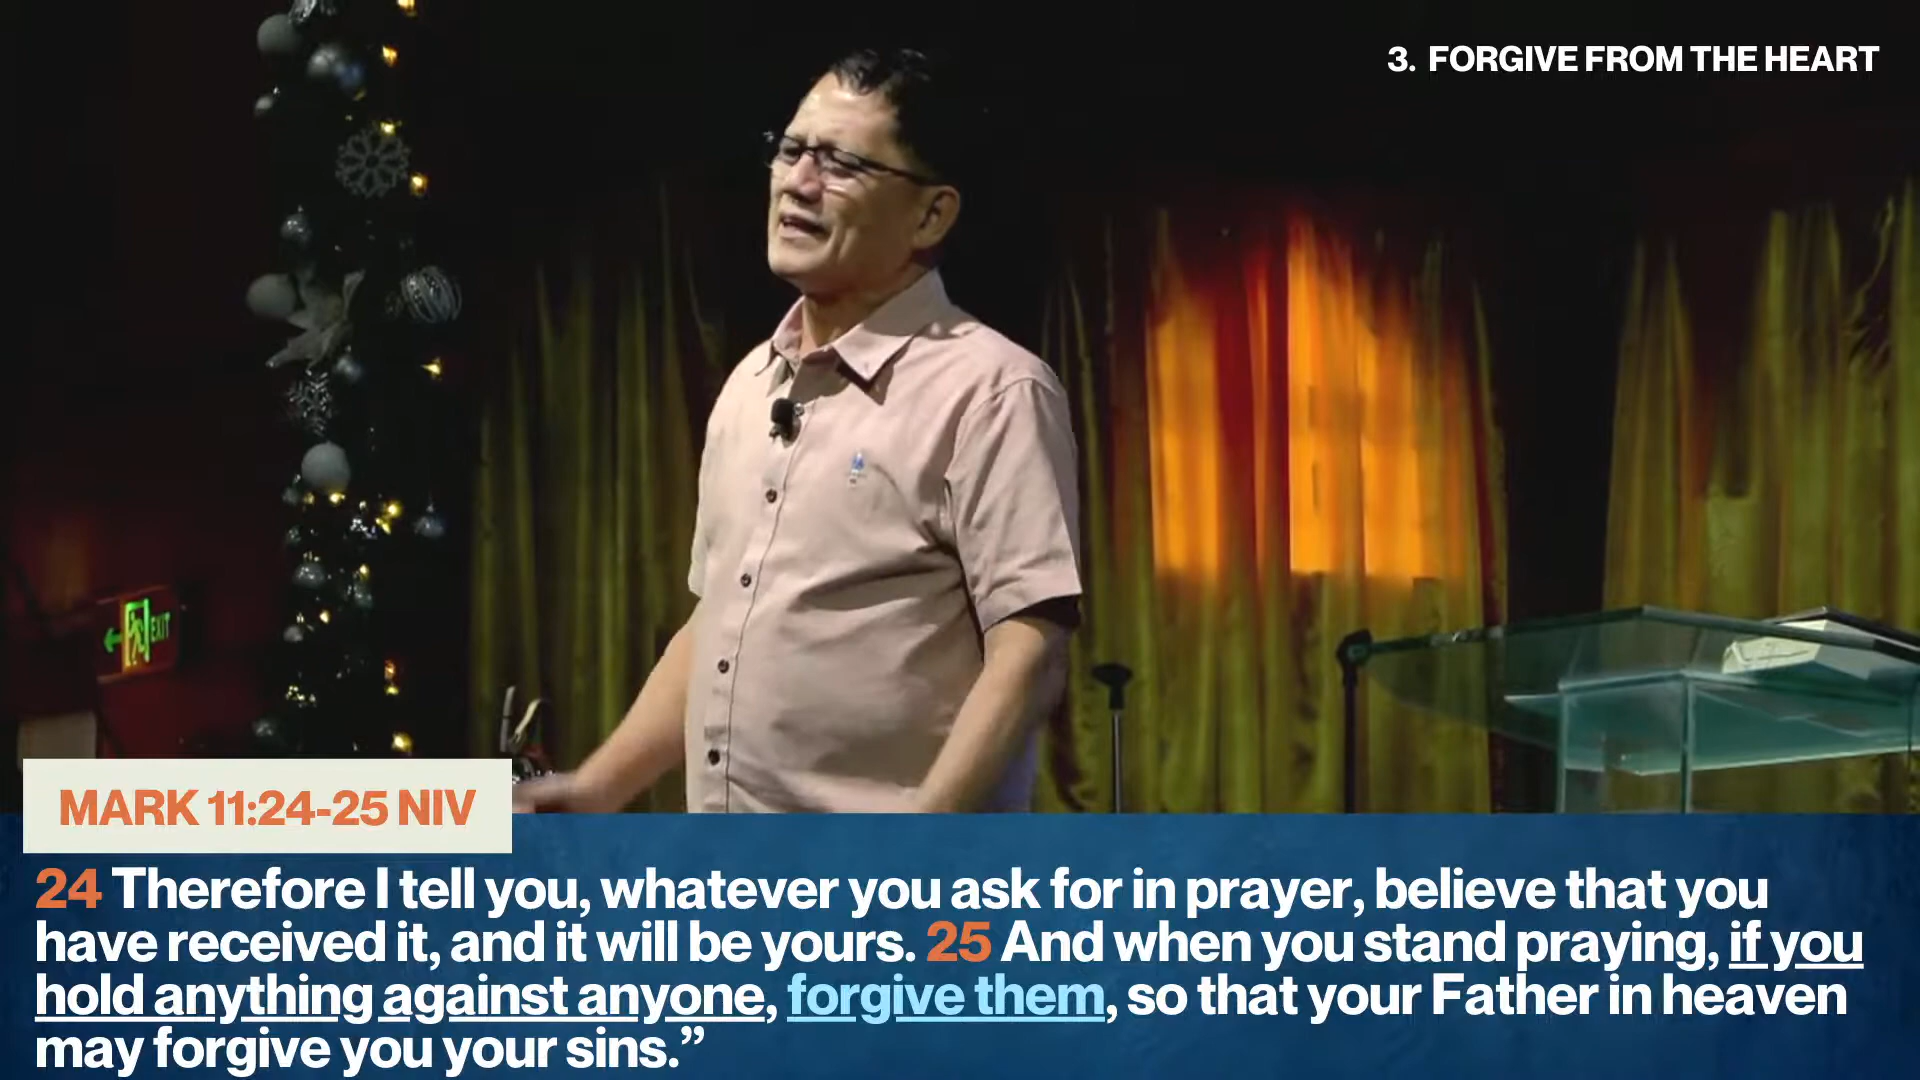 3. FORGIVE FROM THE HEART
EXIT
MARK 11:24-25 NIV
24 Therefore I tell you, whatever you ask for in prayer, believe that you
have received it, and it will be yours. 25 And when you stand praying, if you
hold anything against anyone, forgive them, so that your Father in heaven
may forgive you your sins.”